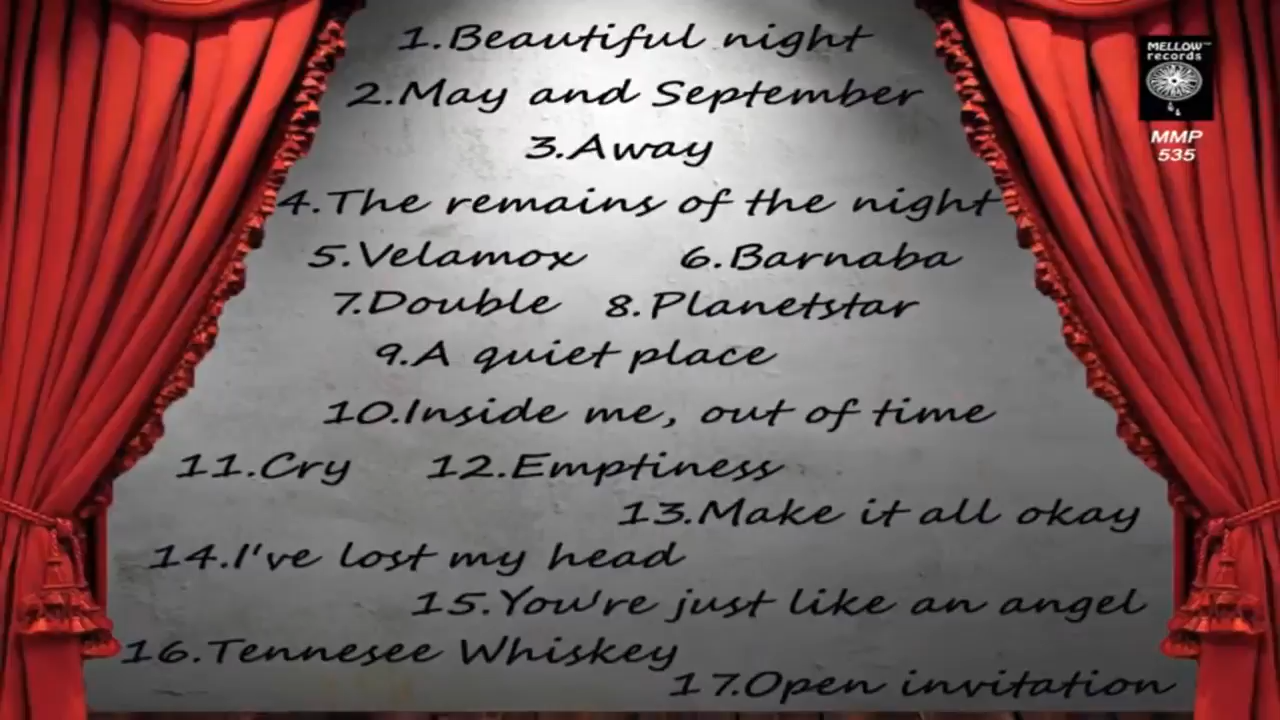 1.Beautiful night
2.May and September
3.Away
4.The remains of the night
5.Velamox 6.Barnaba
7.Double 8.Planetstar
9.A quiet place
10.Inside me, out of time
11.Cry 12.Emptiness
13.Make it all okay
14.I've lost my head
15.You're just like an angel
16.Tennesee Whiskey
17.Open invitation
MELLOW™
records
MMP
535